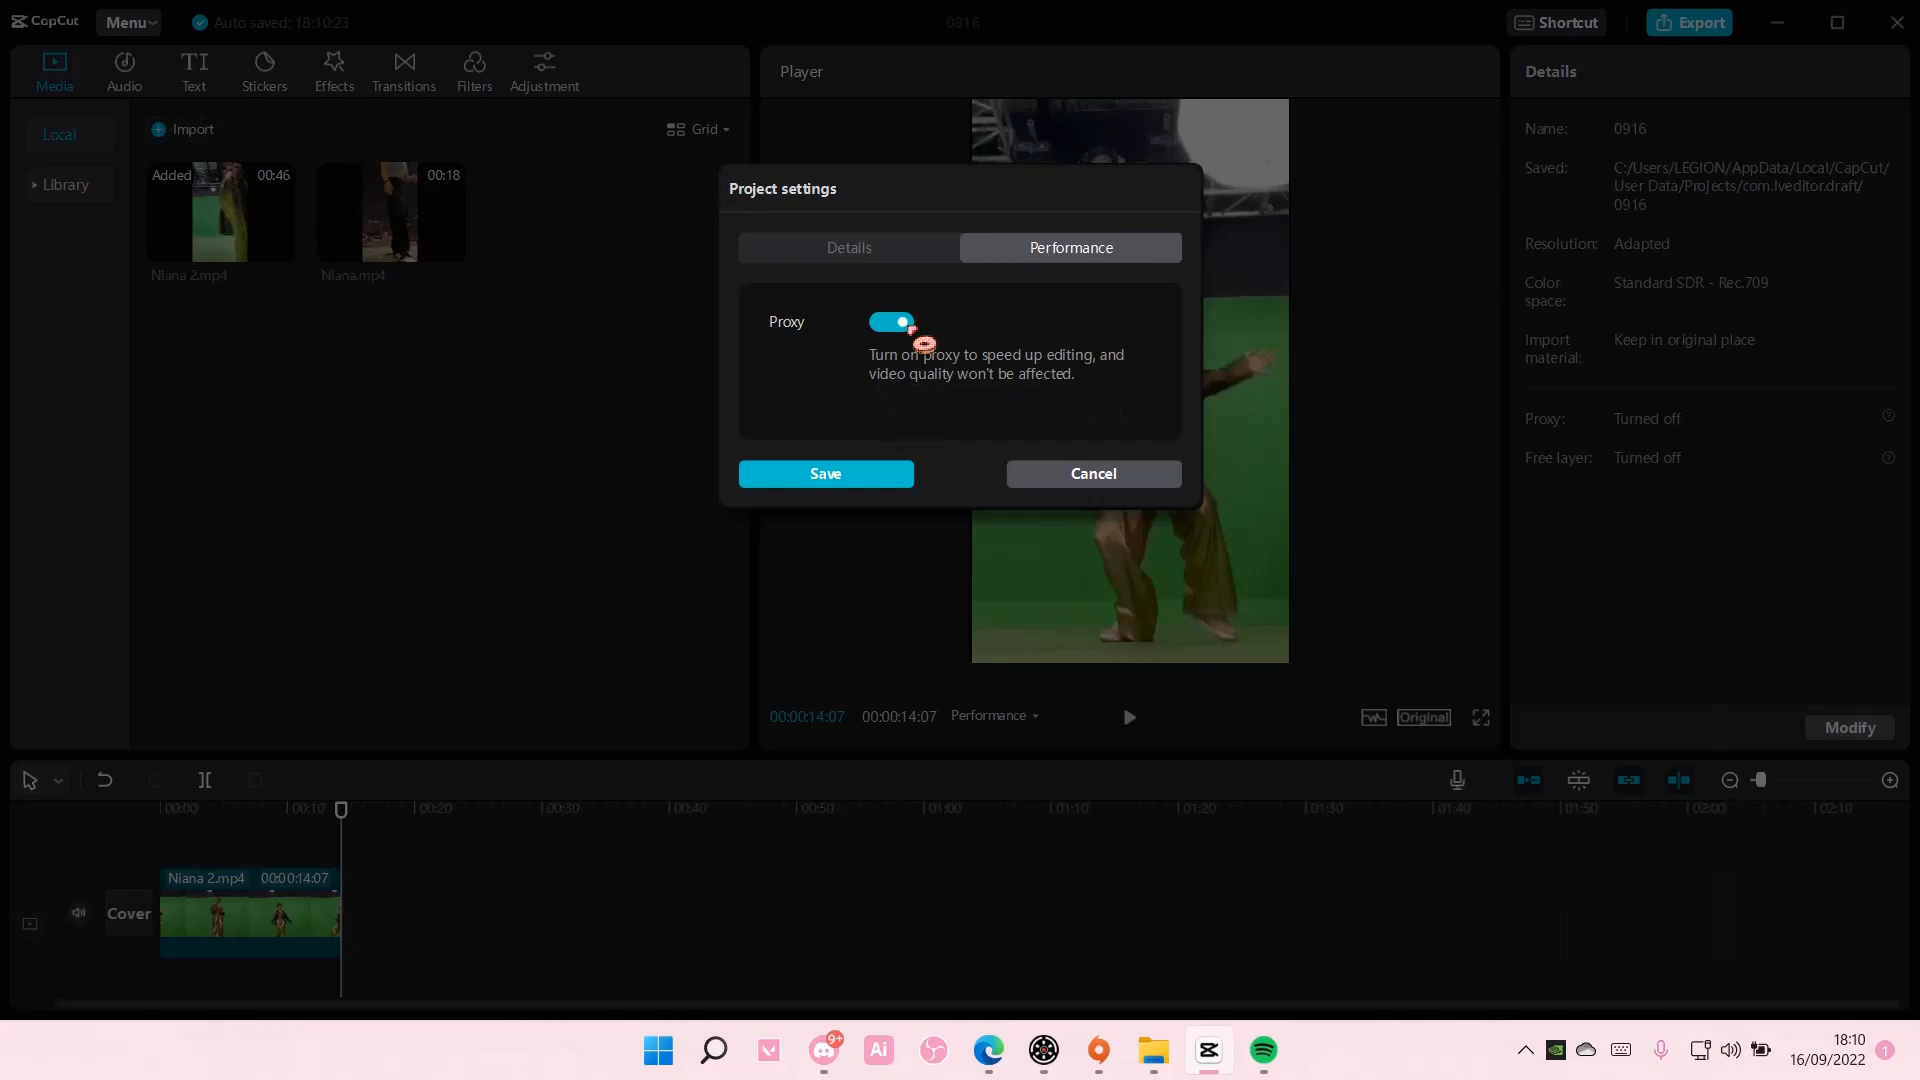 CapCut
Menu
Auto saved: 18:10:23
0916
Shortcut
Export
Media
Audio
Text
Stickers
Effects
Transitions
Filters
Adjustment
Player
Details
Local
Library
Import
Grid
Added
00:46
00:18
Niana 2.mp4
Niana.mp4
Project settings
Details
Performance
Proxy
Turn on proxy to speed up editing, and
video quality won't be affected.
Save
Cancel
Name:
0916
Saved:
C:/Users/LEGION/AppData/Local/CapCut/
User Data/Projects/com.lveditor.draft/
0916
Resolution:
Adapted
Color
space:
Standard SDR - Rec.709
Import
material:
Keep in original place
Proxy:
Turned off
Free layer:
Turned off
Modify
00:00:14:07
00:00:14:07
Performance
Original
00:00
00:10
00:20
00:30
00:40
00:50
01:00
01:10
01:20
01:30
01:40
01:50
02:00
02:10
Niana 2.mp4
00:00:14:07
Cover
9+
Ai
18:10
16/09/2022
1